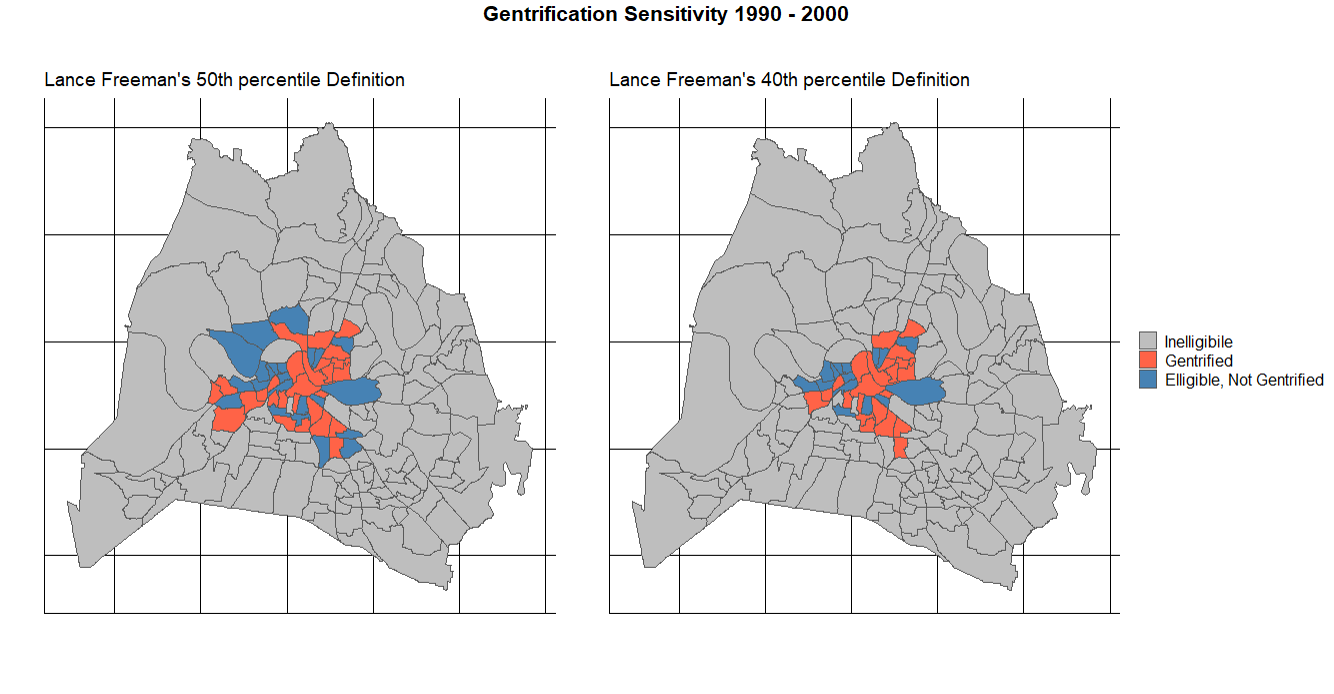 Gentrification Sensitivity 1990 - 2000
Lance Freeman's 50th percentile Definition
Lance Freeman's 40th percentile Definition
Inelligibile
Gentrified
Elligible, Not Gentrified